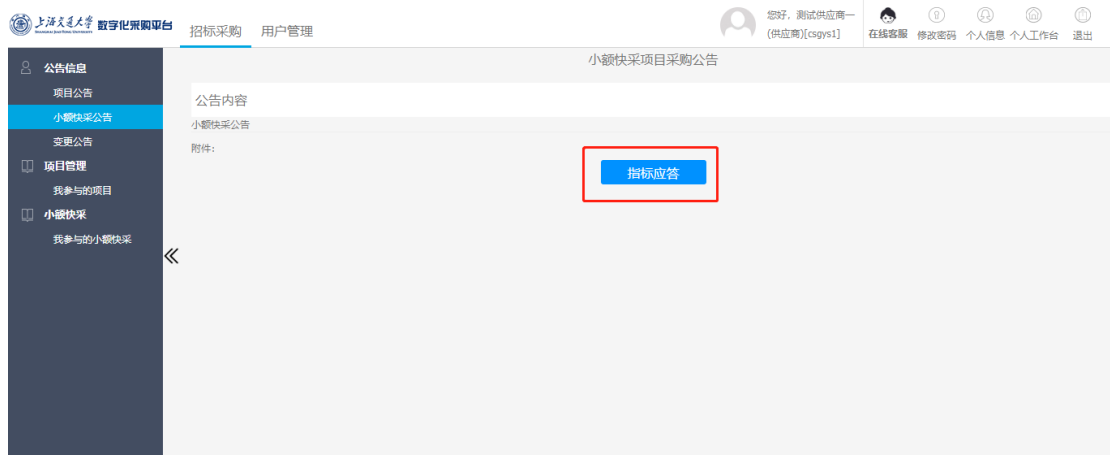 上海交通大学 数字化采购平台
SHANGHAI JIAO TONG UNIVERSITY
招标采购 用户管理
您好，测试供应商一
(供应商)[csgys1]
在线客服 修改密码 个人信息 个人工作台 退出
公告信息
项目公告
小额快采公告
变更公告
项目管理
我参与的项目
小额快采
我参与的小额快采
小额快采项目采购公告
公告内容
小额快采公告
附件：
指标应答